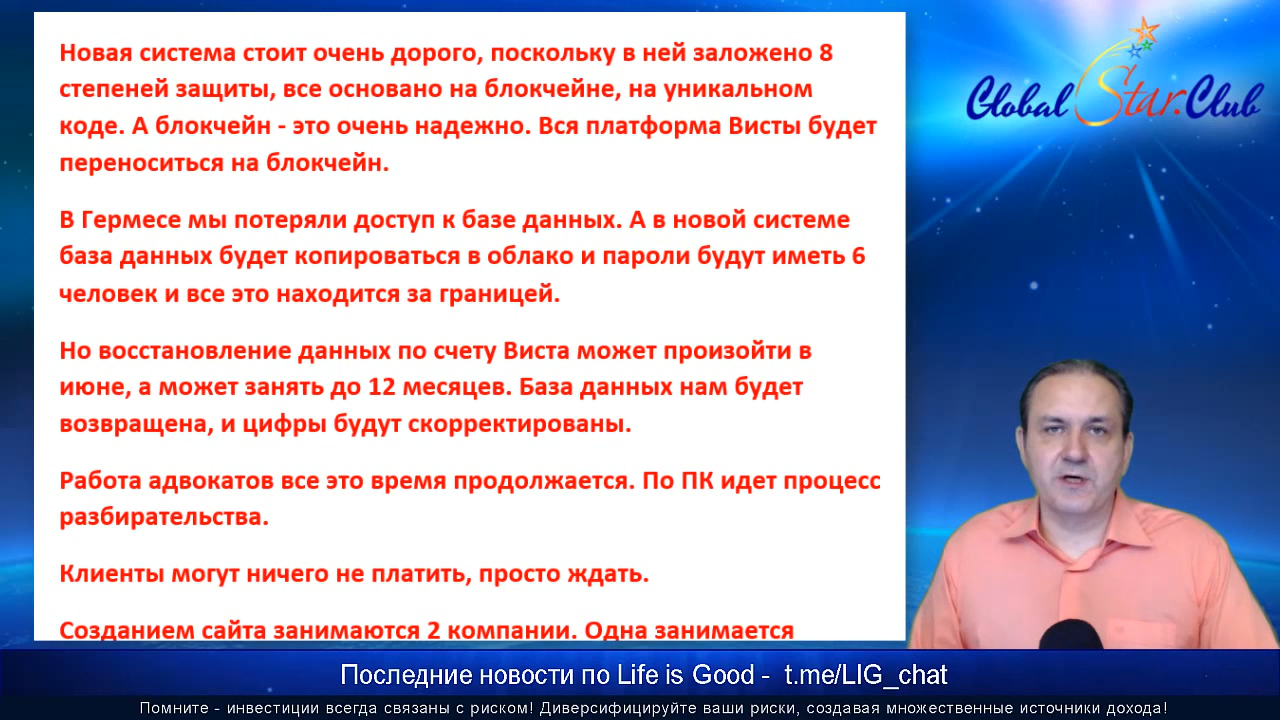 Новая система стоит очень дорого, поскольку в ней заложено 8
степеней защиты, все основано на блокчейне, на уникальном
коде. А блокчейн - это очень надежно. Вся платформа Висты будет
переноситься на блокчейн.
В Гермесе мы потеряли доступ к базе данных. А в новой системе
база данных будет копироваться в облако и пароли будут иметь 6
человек и все это находится за границей.
Но восстановление данных по счету Виста может произойти в
июне, а может занять до 12 месяцев. База данных нам будет
возвращена, и цифры будут скорректированы.
Работа адвокатов все это время продолжается. По ПК идет процесс
разбирательства.
Клиенты могут ничего не платить, просто ждать.
Созданием сайта занимаются 2 компании. Одна занимается
Global Star.Club
Последние новости по Life is Good - t.me/LIG_chat
Помните - инвестиции всегда связаны с риском! Диверсифицируйте ваши риски, создавая множественные источники дохода!